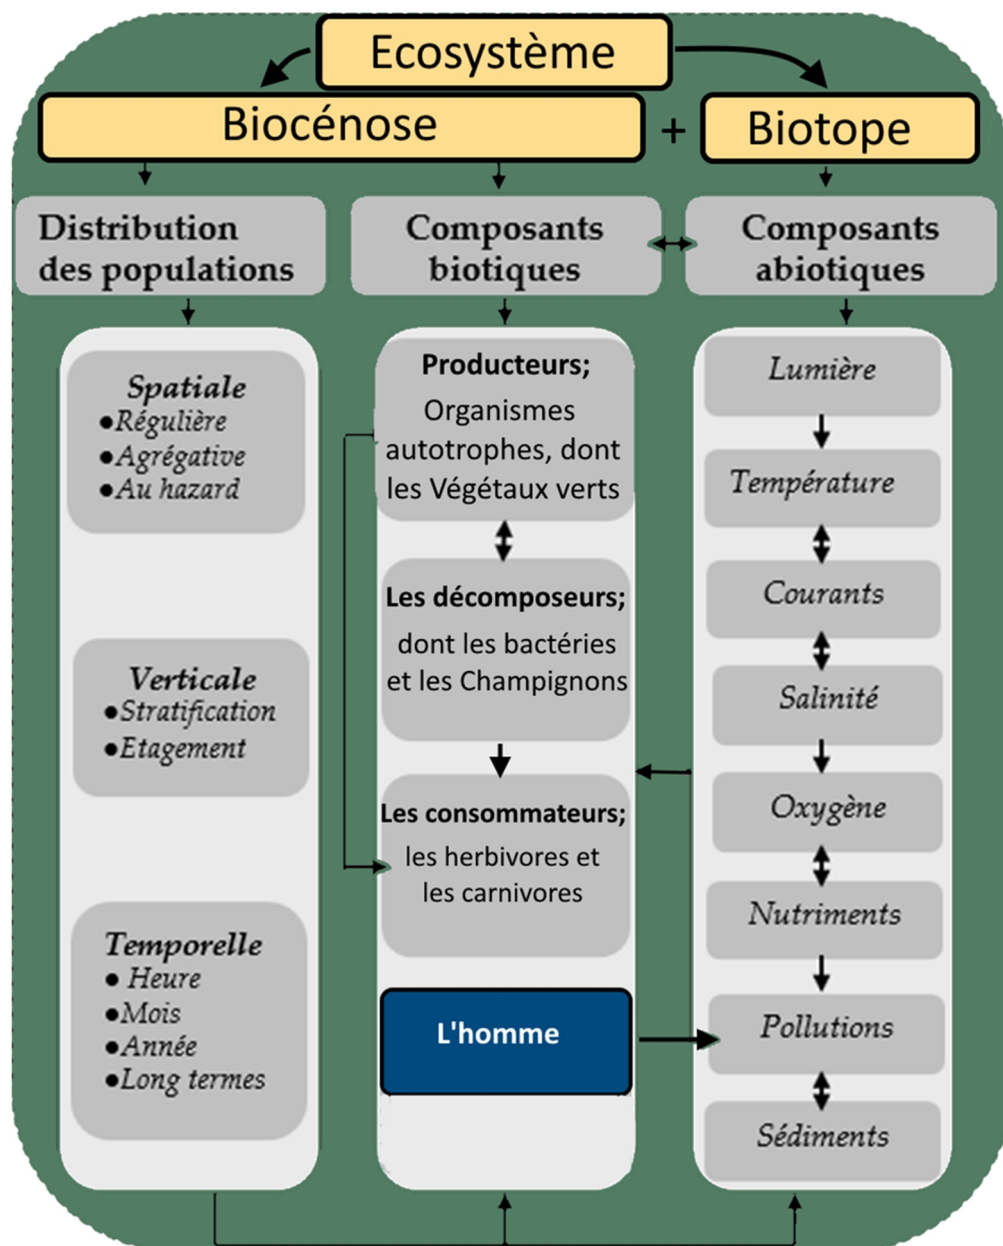 Ecosystème
Biocénose
+
Biotope
Distribution
des populations
Composants
biotiques
Composants
abiotiques
Spatiale
●Régulière
●Agrégative
●Au hazard
Verticale
●Stratification
●Etagement
Temporelle
● Heure
●Mois
●Année
●Long termes
Producteurs;
Organismes
autotrophes, dont
les Végétaux verts
Les décomposeurs;
dont les bactéries
et les Champignons
Les consommateurs;
les herbivores et
les carnivores
L'homme
Lumière
Température
Courants
Salinité
Oxygène
Nutriments
Pollutions
Sédiments